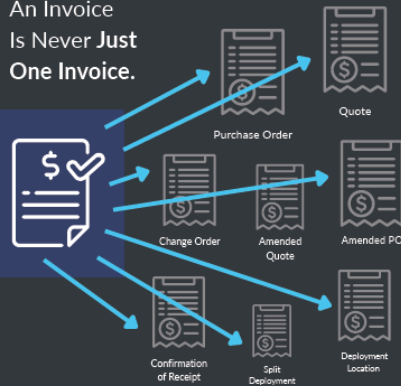 An Invoice
Is Never Just
One Invoice.
Purchase Order
Quote
Change Order
Amended
Quote
Amended PO
Confirmation
of Receipt
Split
Deployment
Deployment
Location